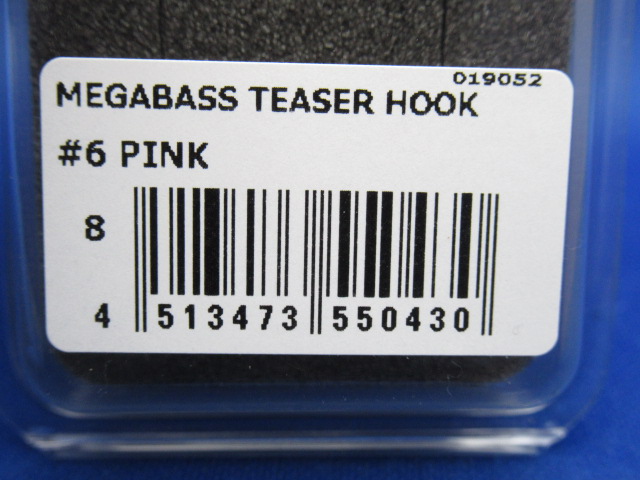 019052
MEGABASS TEASER HOOK
#6 PINK
8
4 513473 550430